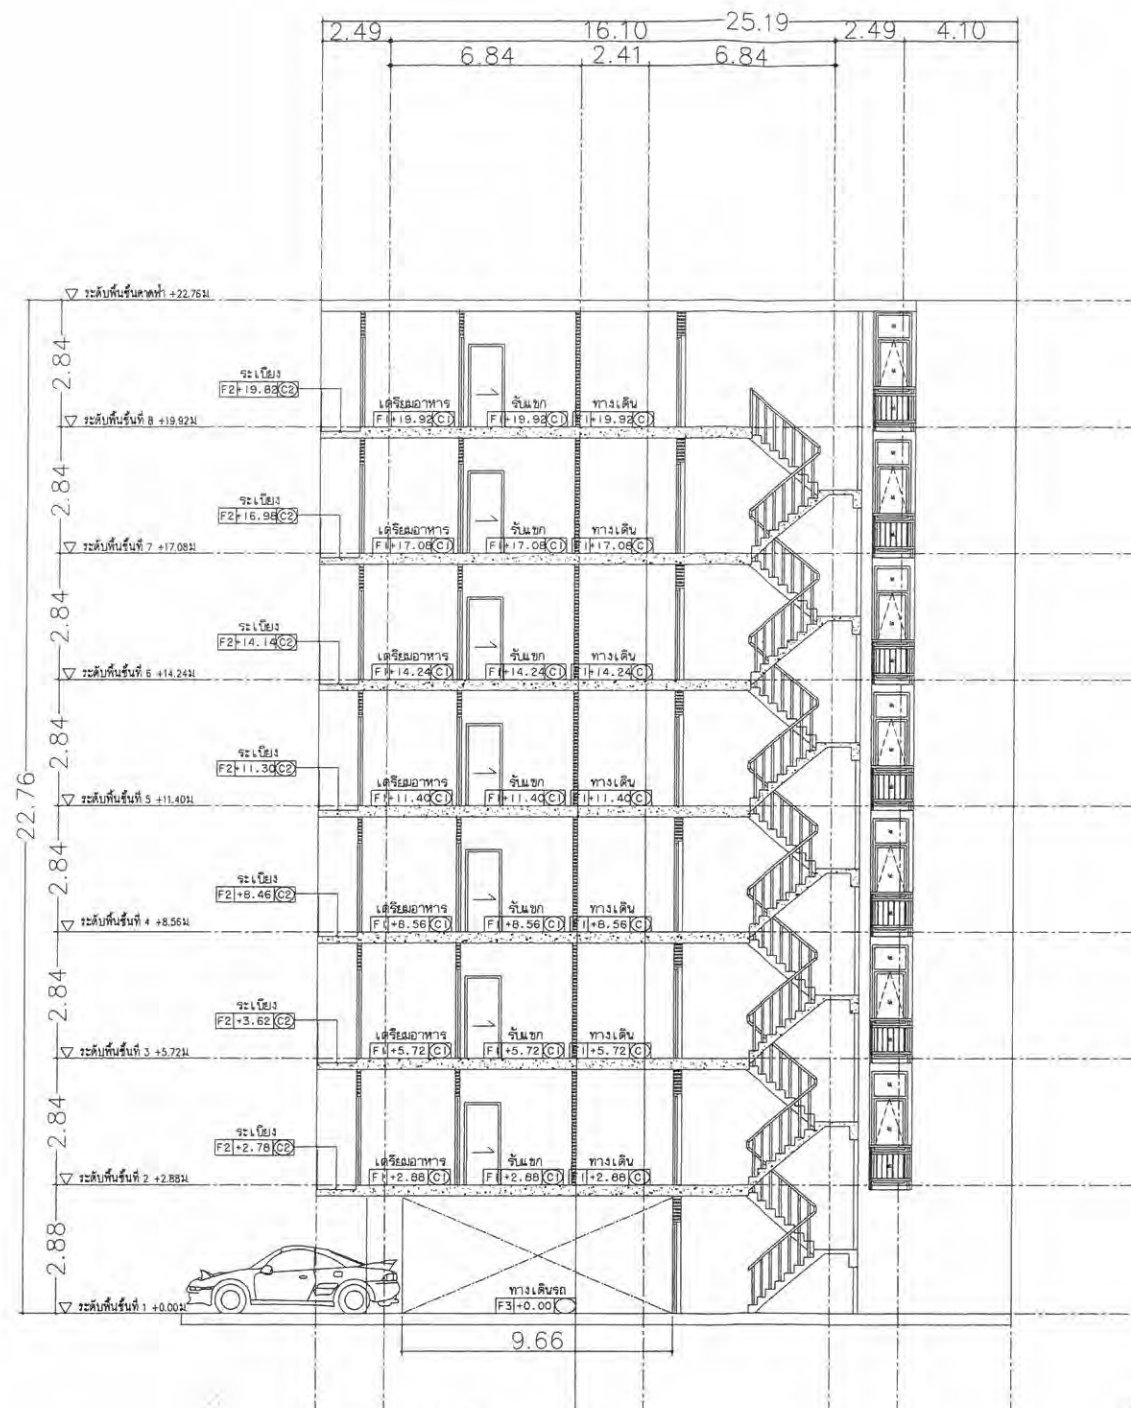 25.19
2.49 16.10 2.49 4.10
6.84 2.41 6.84
ระดับพื้นชั้นดาดฟ้า +22.76ม
2.84
ระเบียง
F2+19.82 C2
เตรียมอาหาร รับแขก ทางเดิน
F1+19.92 C1 F1+19.92 C1 F1+19.92 C
ระดับพื้นชั้นที่ 8 +19.92ม
2.84
ระเบียง
F2+16.98 C2
เตรียมอาหาร รับแขก ทางเดิน
F1+17.08 C1 F1+17.08 C1 F1+17.08 C
ระดับพื้นชั้นที่ 7 +17.08ม
2.84
ระเบียง
F2+14.14 C2
เตรียมอาหาร รับแขก ทางเดิน
F1+14.24 C1 F1+14.24 C1 F1+14.24 C
ระดับพื้นชั้นที่ 6 +14.24ม
2.84
ระเบียง
F2+11.30 C2
เตรียมอาหาร รับแขก ทางเดิน
F1+11.40 C1 F1+11.40 C1 F1+11.40 C
ระดับพื้นชั้นที่ 5 +11.40ม
22.76
2.84
ระเบียง
F2+8.46 C2
เตรียมอาหาร รับแขก ทางเดิน
F1+8.56 C1 F1+8.56 C1 F1+8.56 C
ระดับพื้นชั้นที่ 4 +8.56ม
2.84
ระเบียง
F2+3.62 C2
เตรียมอาหาร รับแขก ทางเดิน
F1+5.72 C1 F1+5.72 C1 F1+5.72 C
ระดับพื้นชั้นที่ 3 +5.72ม
2.84
ระเบียง
F2+2.78 C2
เตรียมอาหาร รับแขก ทางเดิน
F1+2.88 C1 F1+2.88 C1 F1+2.88 C
ระดับพื้นชั้นที่ 2 +2.88ม
2.88
ทางเดินรถ
F3+0.00
ระดับพื้นชั้นที่ 1 +0.00ม
9.66